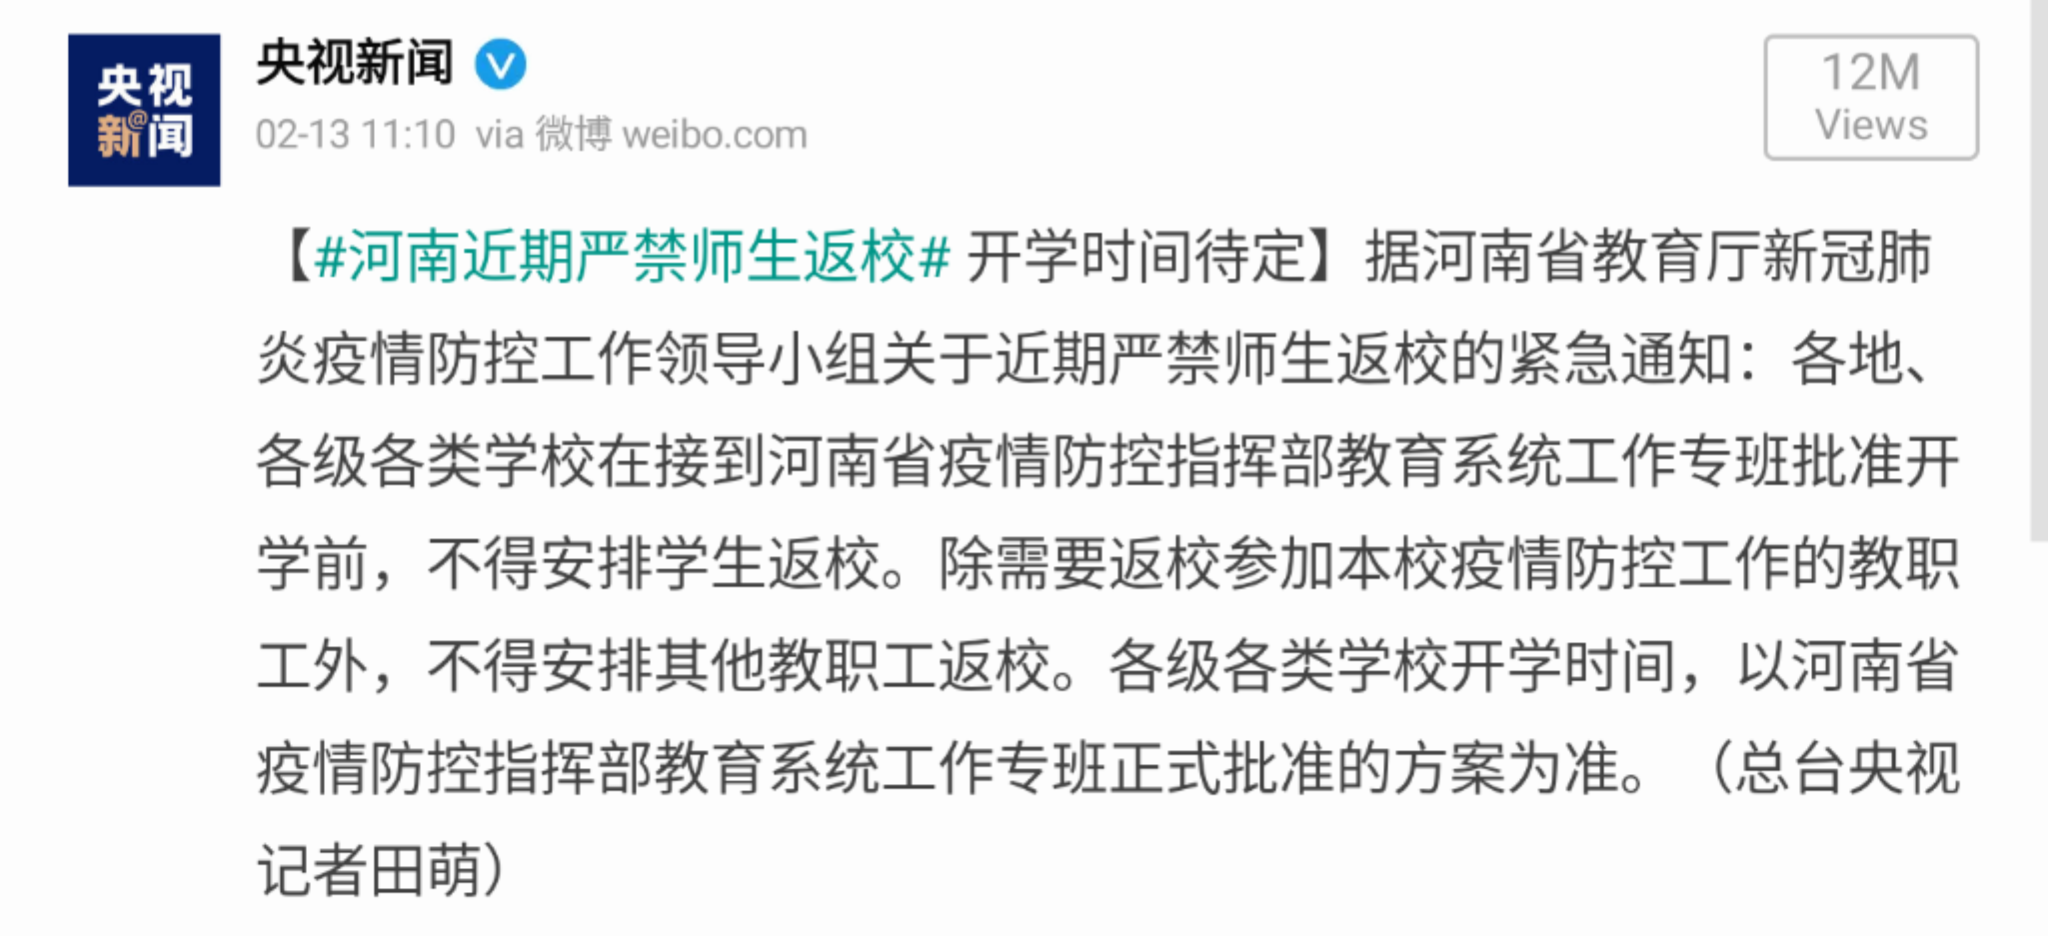 央视
新@闻
央视新闻
02-13 11:10 via 微博 weibo.com
12M
Views
【#河南近期严禁师生返校# 开学时间待定】据河南省教育厅新冠肺
炎疫情防控工作领导小组关于近期严禁师生返校的紧急通知：各地、
各级各类学校在接到河南省疫情防控指挥部教育系统工作专班批准开
学前，不得安排学生返校。除需要返校参加本校疫情防控工作的教职
工外，不得安排其他教职工返校。各级各类学校开学时间，以河南省
疫情防控指挥部教育系统工作专班正式批准的方案为准。（总台央视
记者田萌）